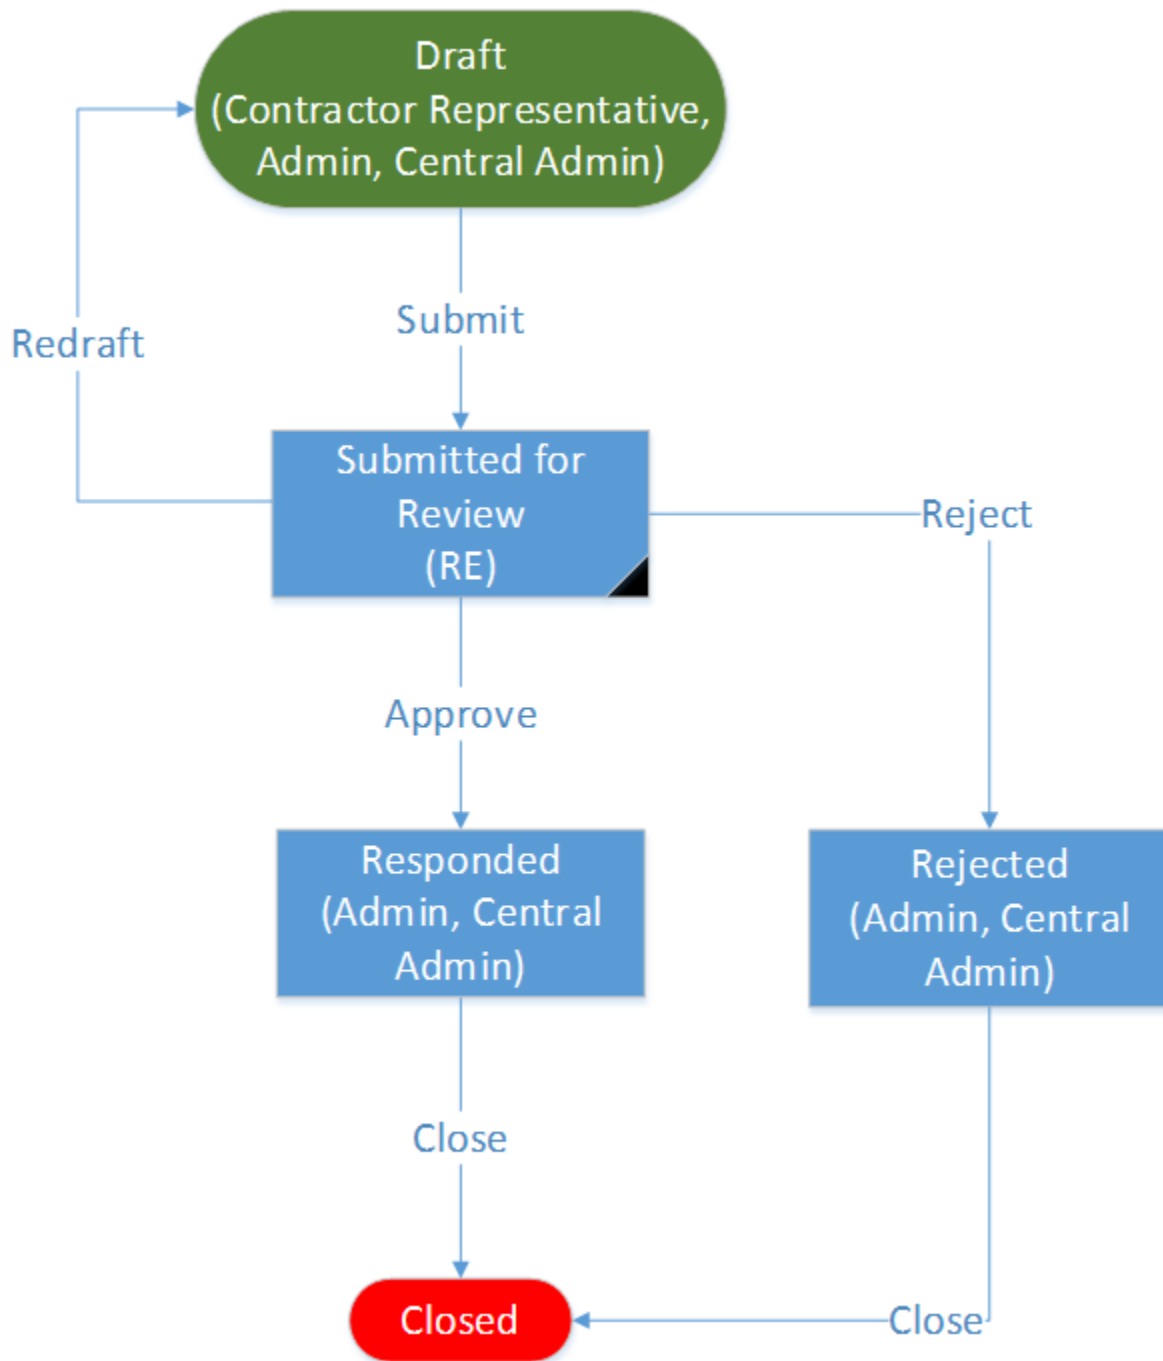 Draft
(Contractor Representative,
Admin, Central Admin)
Submit
Redraft
Submitted for
Review
(RE)
Reject
Approve
Responded
(Admin, Central
Admin)
Rejected
(Admin, Central
Admin)
Close
Closed
Close